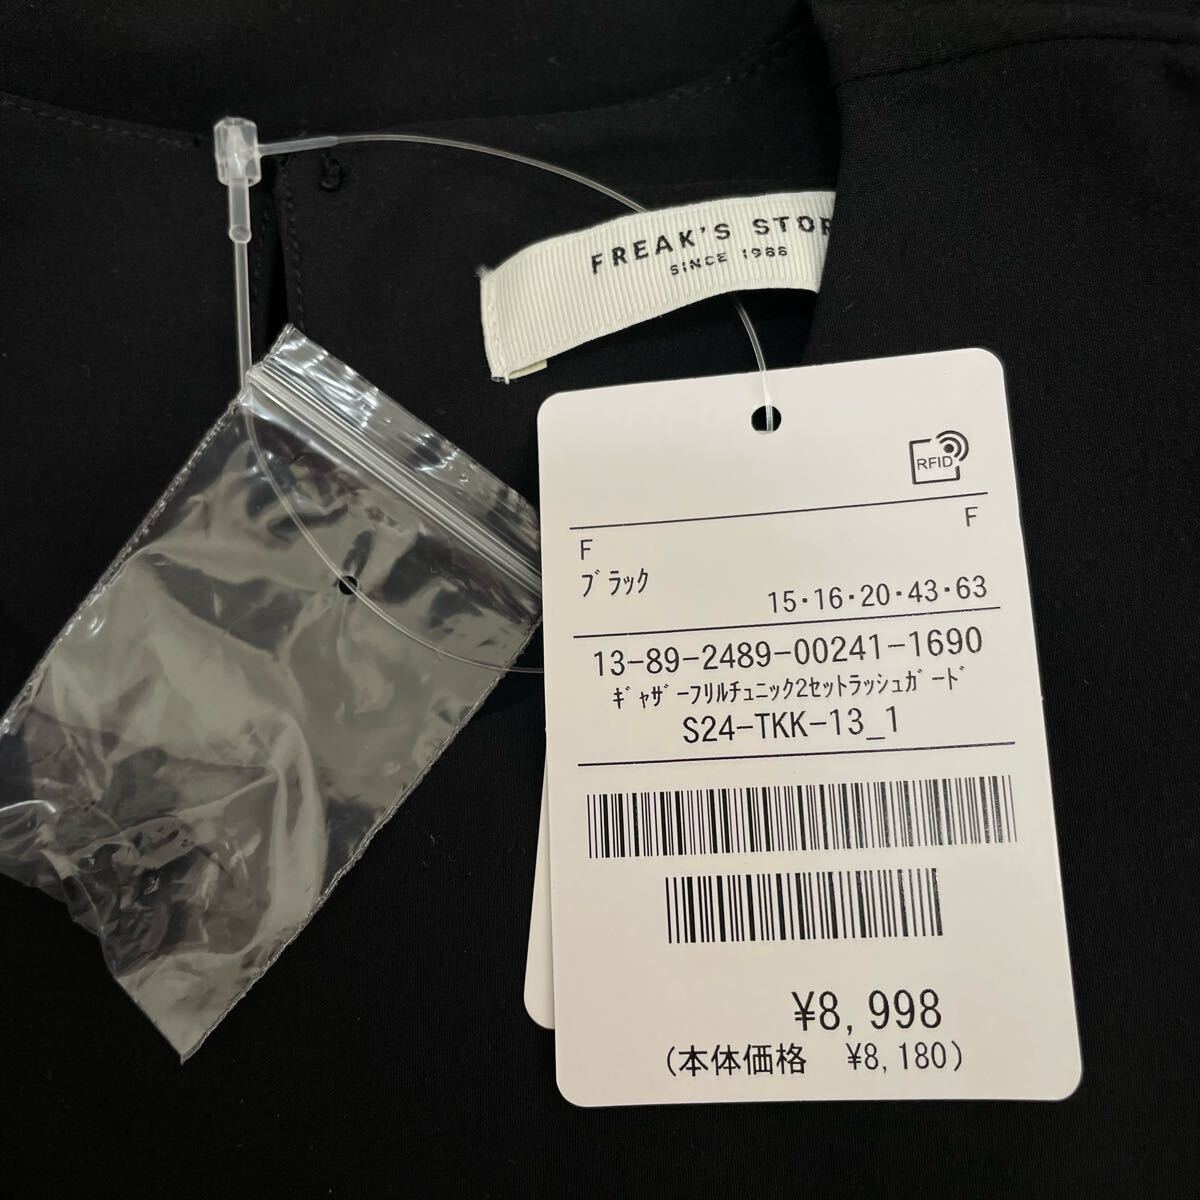 FREAK'S STOR
SINCE 1986
RFID
F
F
ブラック
15・16・20・43・63
13-89-2489-00241-1690
ギャザーフリルチュニック2セットラッシュガード
S24-TKK-13_1
¥8,998
(本体価格 ¥8,180)